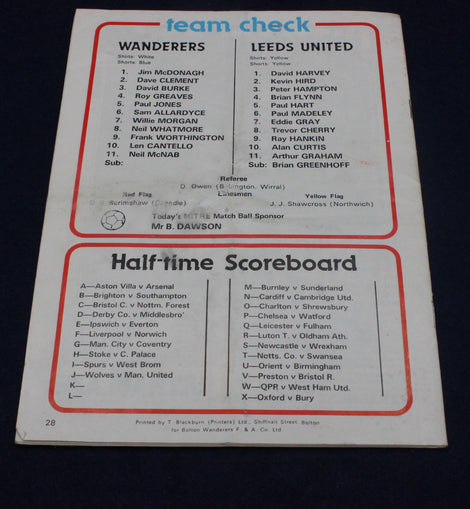 team check
WANDERERS
Shirts: White
Shorts: Blue
1. Jim McDONAGH
2. Dave CLEMENT
3. David BURKE
4. Roy GREAVES
5. Paul JONES
6. Sam ALLARDYCE
7. Willie MORGAN
8. Neil WHATMORE
9. Frank WORTHINGTON
10. Len CANTELLO
11. Neil McNAB
Sub:
LEEDS UNITED
Shirts: Yellow
Shorts: Yellow
1. David HARVEY
2. Kevin HIRD
3. Peter HAMPTON
4. Brian FLYNN
5. Paul HART
6. Paul MADELEY
7. Eddie GRAY
8. Trevor CHERRY
9. Ray HANKIN
10. Alan CURTIS
11. Arthur GRAHAM
Sub: Brian GREENHOFF
Referee
D. Owen Wirral)
Red Flag Linesmen Yellow Flag
Scrimshaw J. J. Shawcross (Northwich)
Today's MITRE Match Ball Sponsor
Mr B. DAWSON
Half-time Scoreboard
A—Aston Villa v Arsenal
B—Brighton v Southampton
C—Bristol C. v Nottm. Forest
D—Derby Co. v Middlesbro'
E—Ipswich v Everton
F—Liverpool v Norwich
G—Man. City v Coventry
H—Stoke v C. Palace
I—Spurs v West Brom
J—Wolves v Man. United
K—
L—
M—Burnley v Sunderland
N—Cardiff v Cambridge Utd.
O—Charlton v Shrewsbury
P—Chelsea v Watford
Q—Leicester v Fulham
R—Luton T. v Oldham Ath.
S—Newcastle v Wrexham
T—Notts. Co v Swansea
U—Orient v Birmingham
V—Preston v Bristol R.
W—QPR v West Ham Utd.
X—Oxford v Bury
28
Printed by T. Blackburn (Printers) Ltd., Shiffnall Street, Bolton
for Bolton Wanderers F. & A. Co. Ltd.